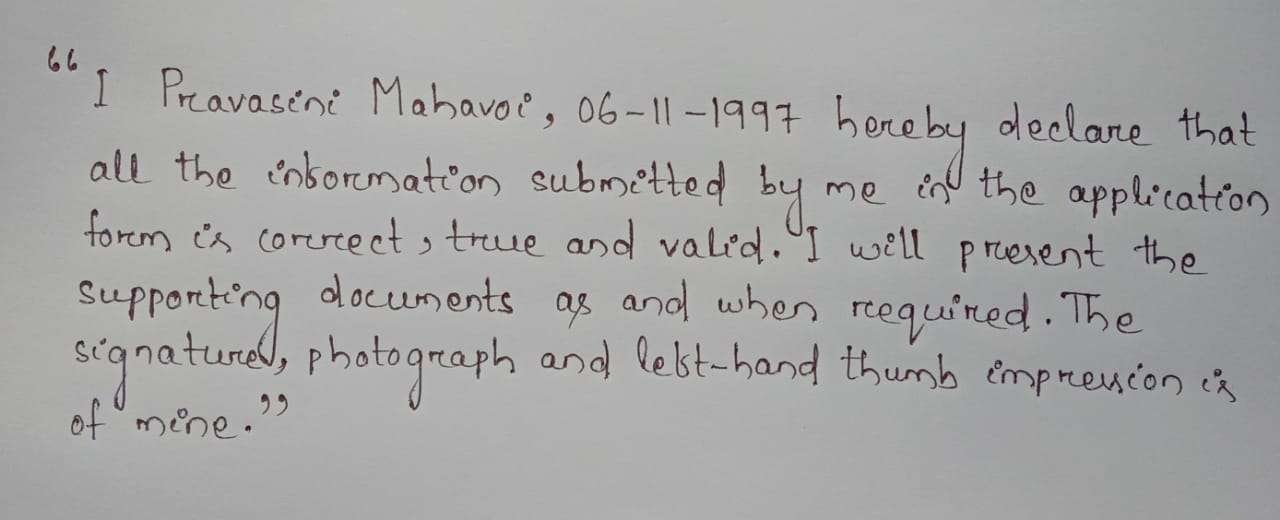 “I Pravasini Mahavoi, 06-11-1997 hereby declare that
all the information submitted by me in the application
form is correct, true and valid. I will present the
supporting documents as and when required. The
signature, photograph and left-hand thumb impression is
of mine.”